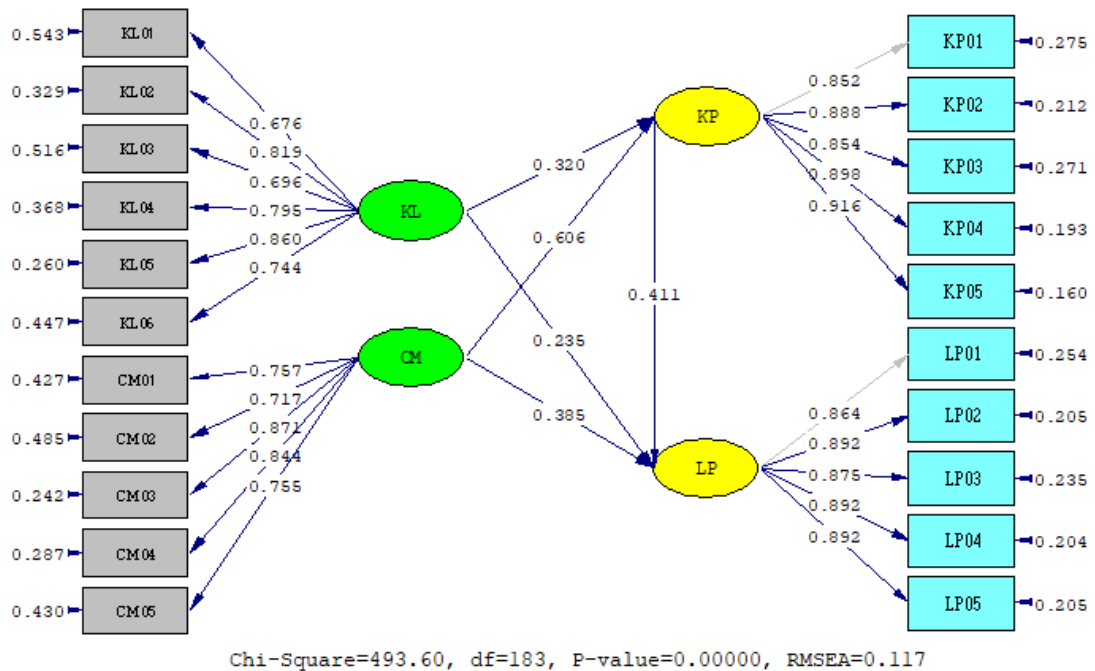 0.543 KL01
0.329 KL02
0.516 KL03
0.368 KL04
0.260 KL05
0.447 KL06
0.427 CM01
0.485 CM02
0.242 CM03
0.287 CM04
0.430 CM05
0.676
0.819
0.696
0.795
0.860
0.744
0.757
0.717
0.871
0.844
0.755
KL
CM
0.320
0.606
0.411
0.235
0.385
KP
LP
0.852
0.888
0.854
0.898
0.916
0.864
0.892
0.875
0.892
0.892
KP01 0.275
KP02 0.212
KP03 0.271
KP04 0.193
KP05 0.160
LP01 0.254
LP02 0.205
LP03 0.235
LP04 0.204
LP05 0.205
Chi-Square=493.60, df=183, P-value=0.00000, RMSEA=0.117